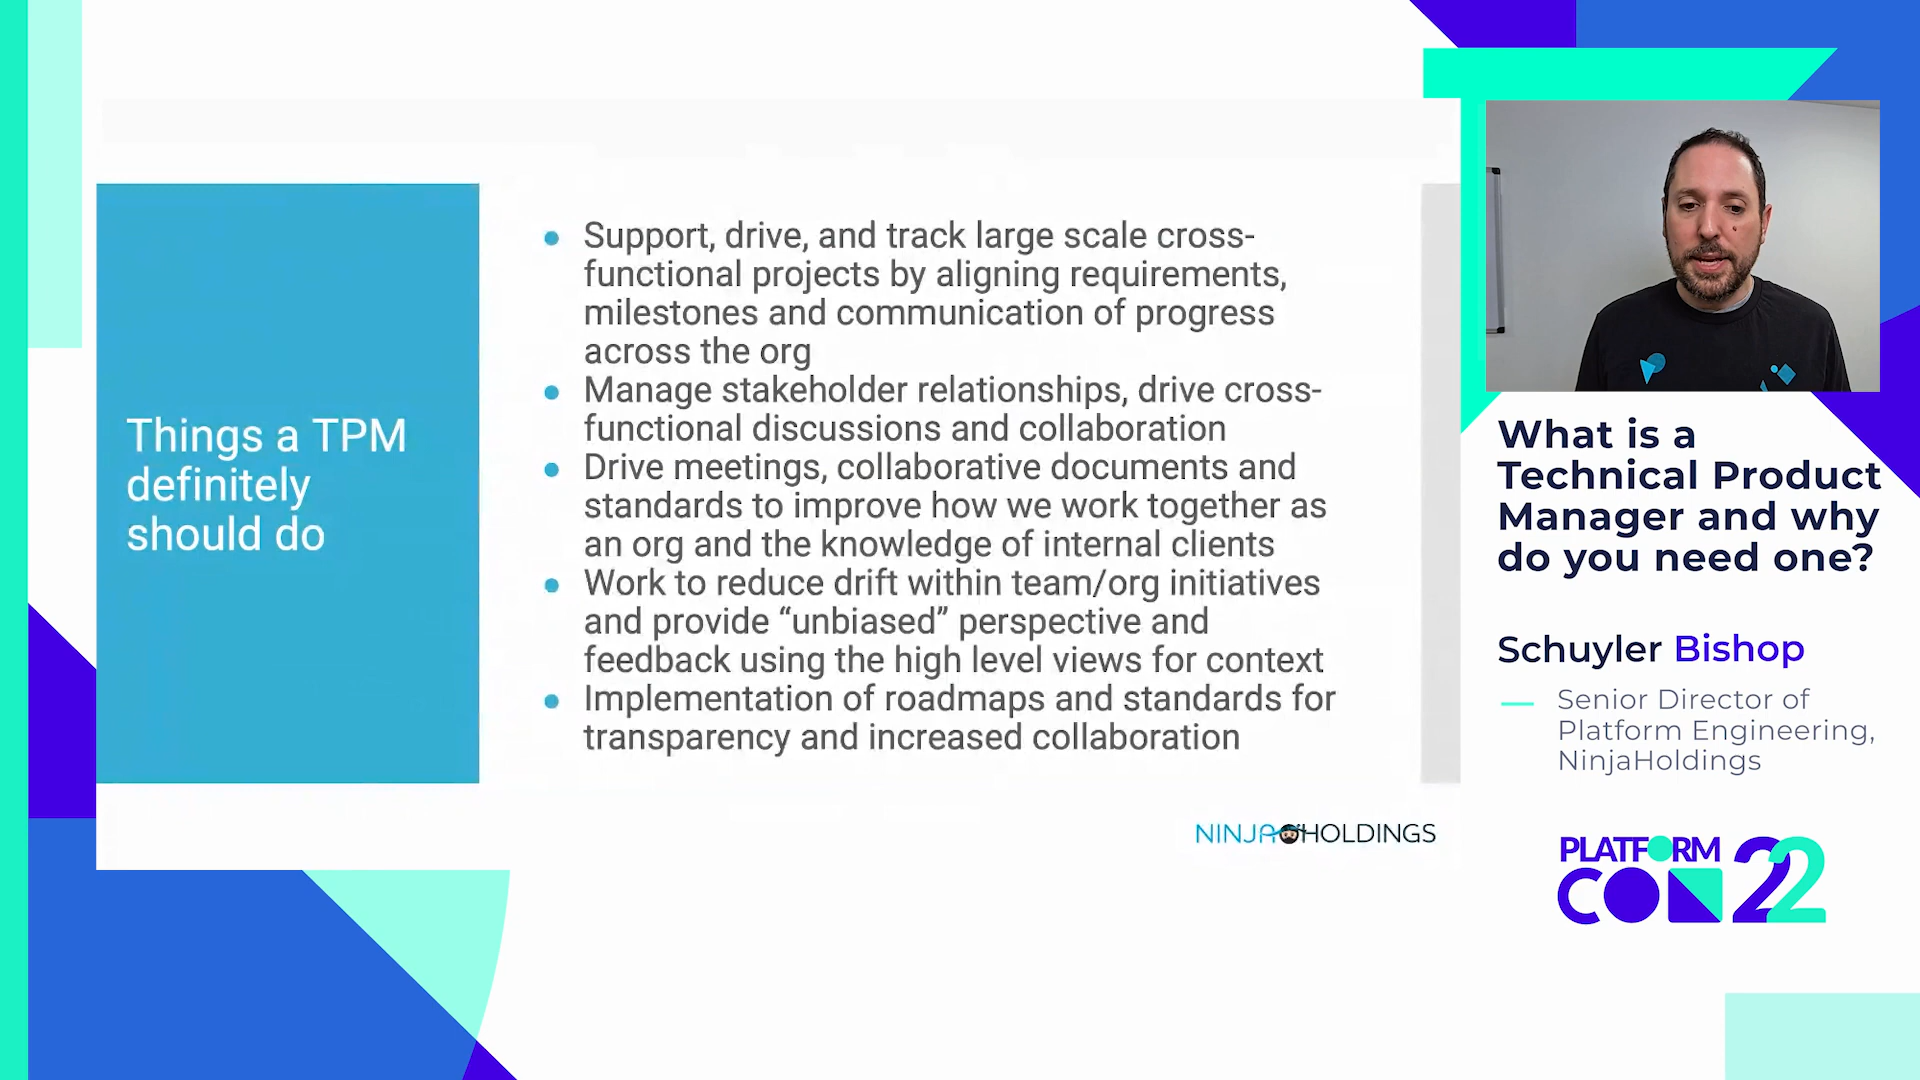 Things a TPM
definitely
should do
Support, drive, and track large scale cross-
functional projects by aligning requirements,
milestones and communication of progress
across the org
Manage stakeholder relationships, drive cross-
functional discussions and collaboration
Drive meetings, collaborative documents and
standards to improve how we work together as
an org and the knowledge of internal clients
Work to reduce drift within team/org initiatives
and provide “unbiased” perspective and
feedback using the high level views for context
Implementation of roadmaps and standards for
transparency and increased collaboration
NINJA HOLDINGS
What is a
Technical Product
Manager and why
do you need one?
Schuyler Bishop
Senior Director of
Platform Engineering,
NinjaHoldings
PLATFORM
CON 22